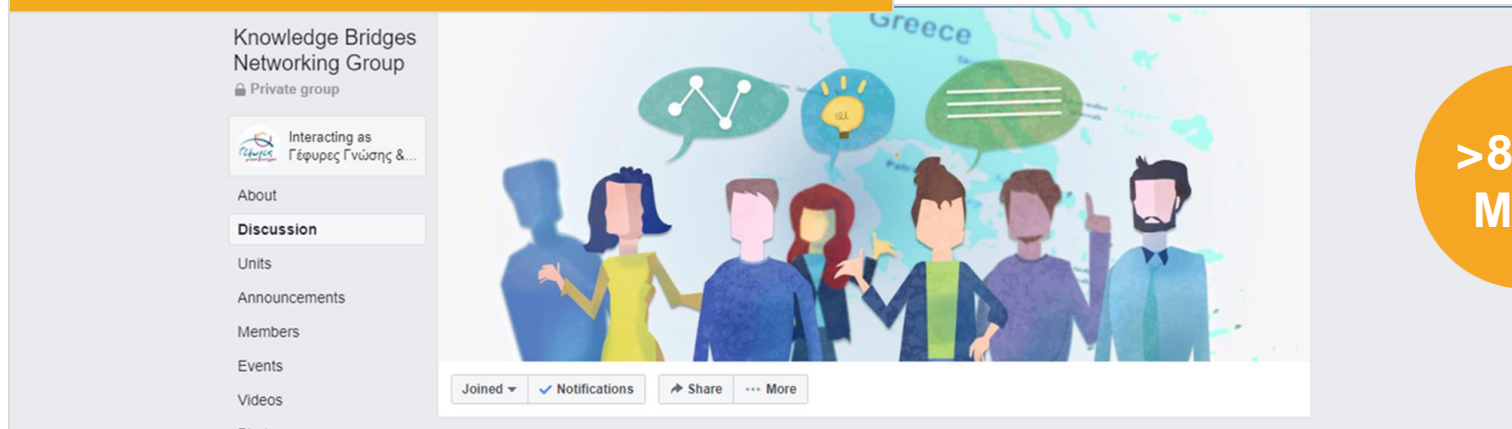 Knowledge Bridges
Networking Group
Private group
Interacting as
Γέφυρες Γνώσης &...
About
Discussion
Units
Announcements
Members
Events
Videos
Greece
Joined
Notifications
Share
More
>8
M